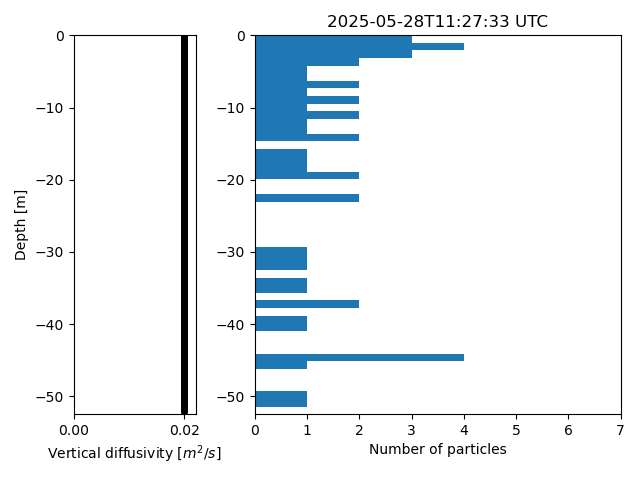 2025-05-28T11:27:33 UTC
0
−10
−20
−30
−40
−50
Depth [m]
0.00 0.02
Vertical diffusivity [m²/s]
0
−10
−20
−30
−40
−50
0 1 2 3 4 5 6 7
Number of particles